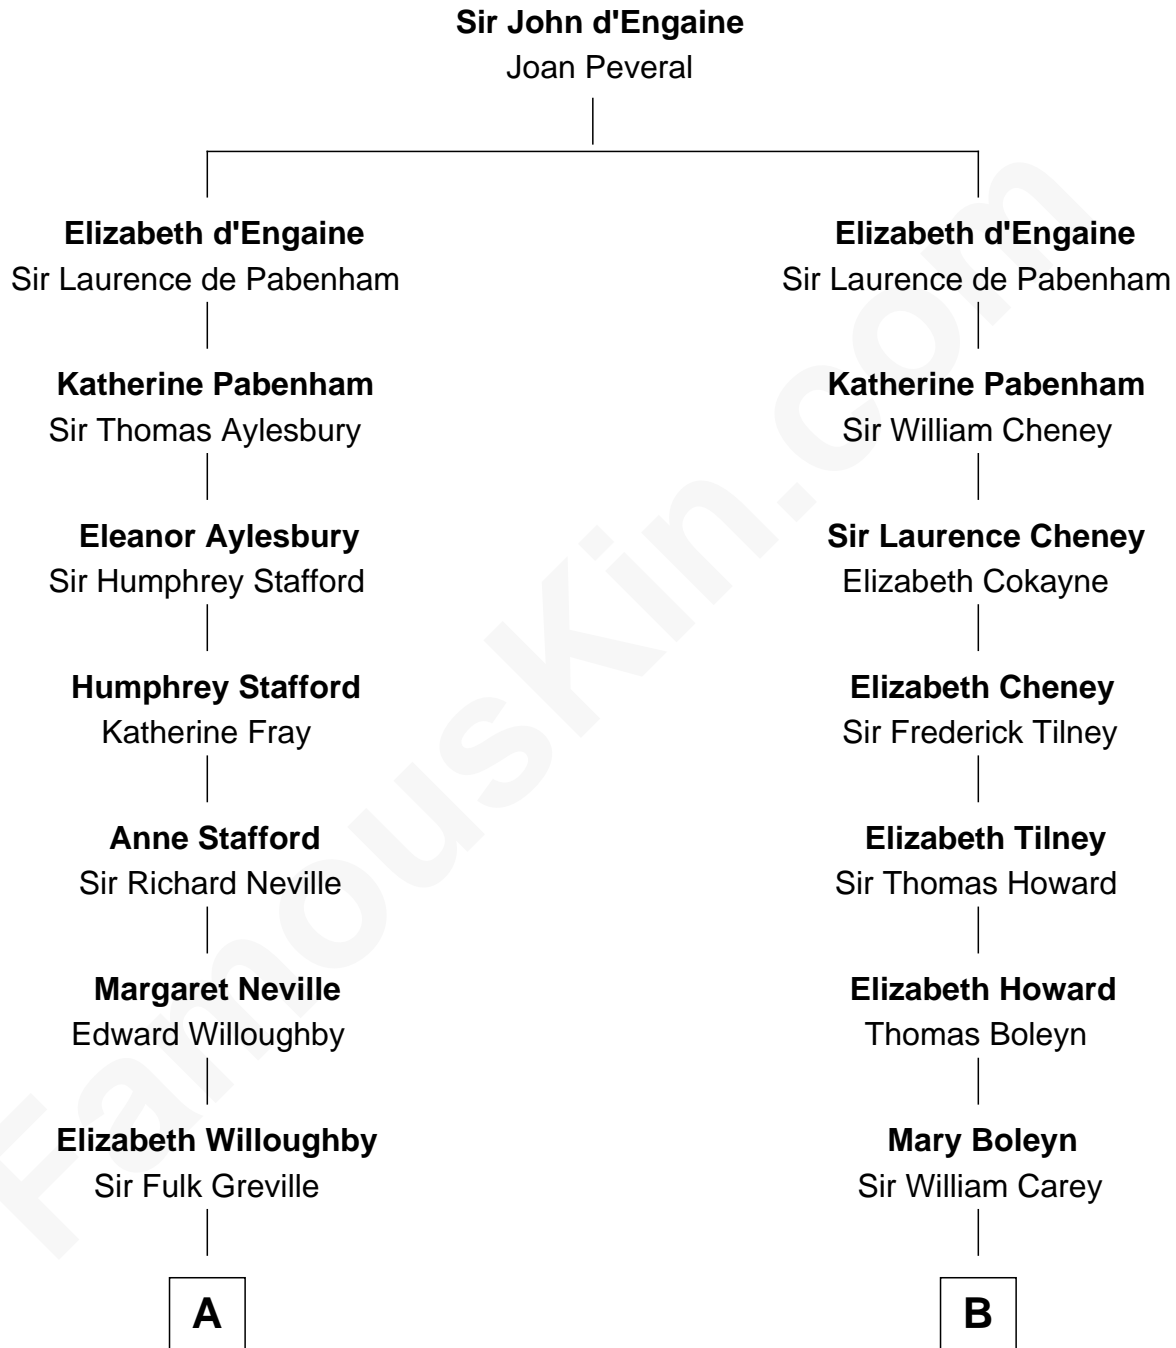 Sir John d'Engaine
Joan Peveral
Elizabeth d'Engaine
Sir Laurence de Pabenham
Elizabeth d'Engaine
Sir Laurence de Pabenham
Katherine Pabenham
Sir Thomas Aylesbury
Katherine Pabenham
Sir William Cheney
Eleanor Aylesbury
Sir Humphrey Stafford
Sir Laurence Cheney
Elizabeth Cokayne
Humphrey Stafford
Katherine Fray
Elizabeth Cheney
Sir Frederick Tilney
Anne Stafford
Sir Richard Neville
Elizabeth Tilney
Sir Thomas Howard
Margaret Neville
Edward Willoughby
Elizabeth Howard
Thomas Boleyn
Elizabeth Willoughby
Sir Fulk Greville
Mary Boleyn
Sir William Carey
A
B
FamousKin.com